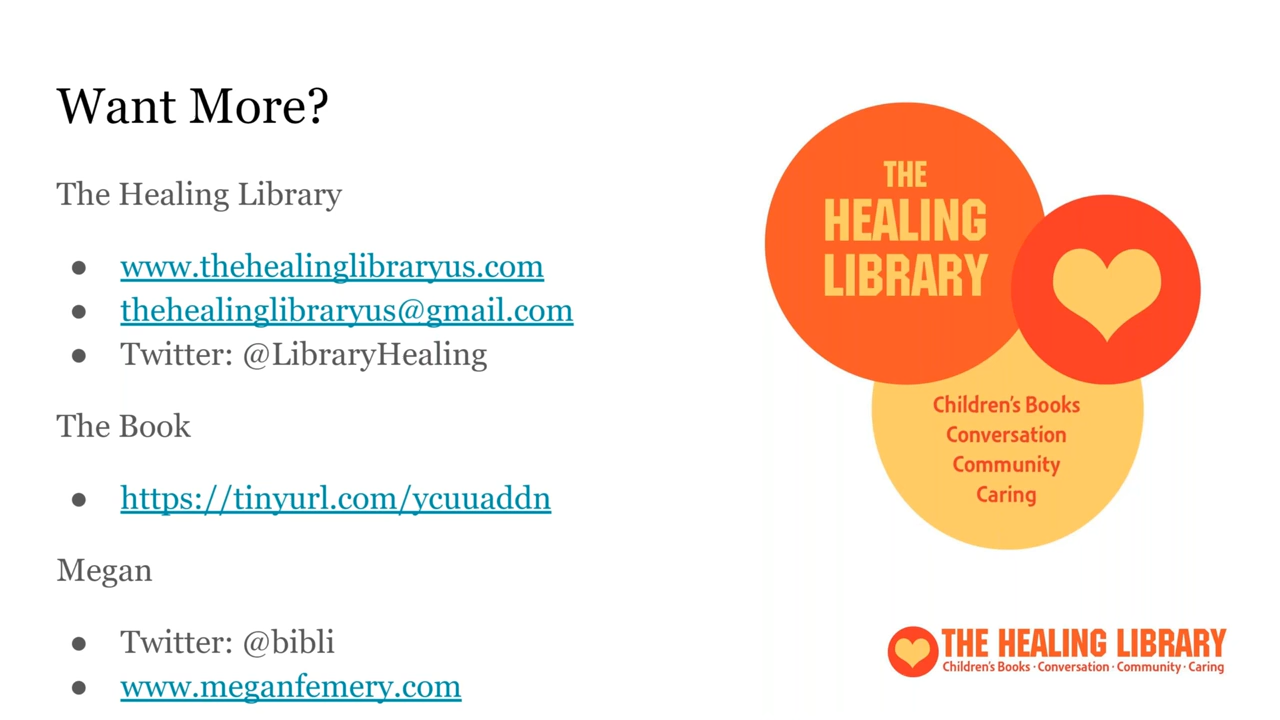 Want More?
The Healing Library
● www.thehealinglibraryus.com
● thehealinglibraryus@gmail.com
● Twitter: @LibraryHealing
The Book
● https://tinyurl.com/ycuuaddn
Megan
● Twitter: @bibli
● www.meganfemery.com
THE
HEALING
LIBRARY
Children's Books
Conversation
Community
Caring
THE HEALING LIBRARY
Children's Books · Conversation · Community · Caring